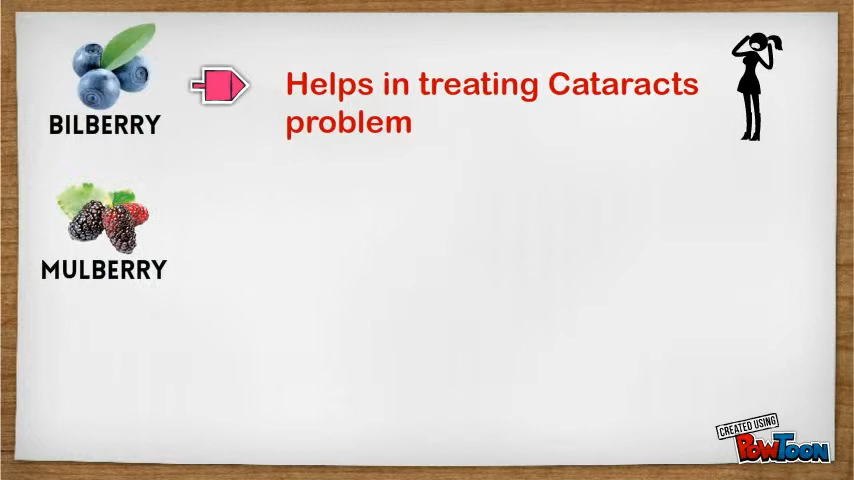 BILBERRY
Helps in treating Cataracts
problem
MULBERRY
CREATED USING
POWTOON